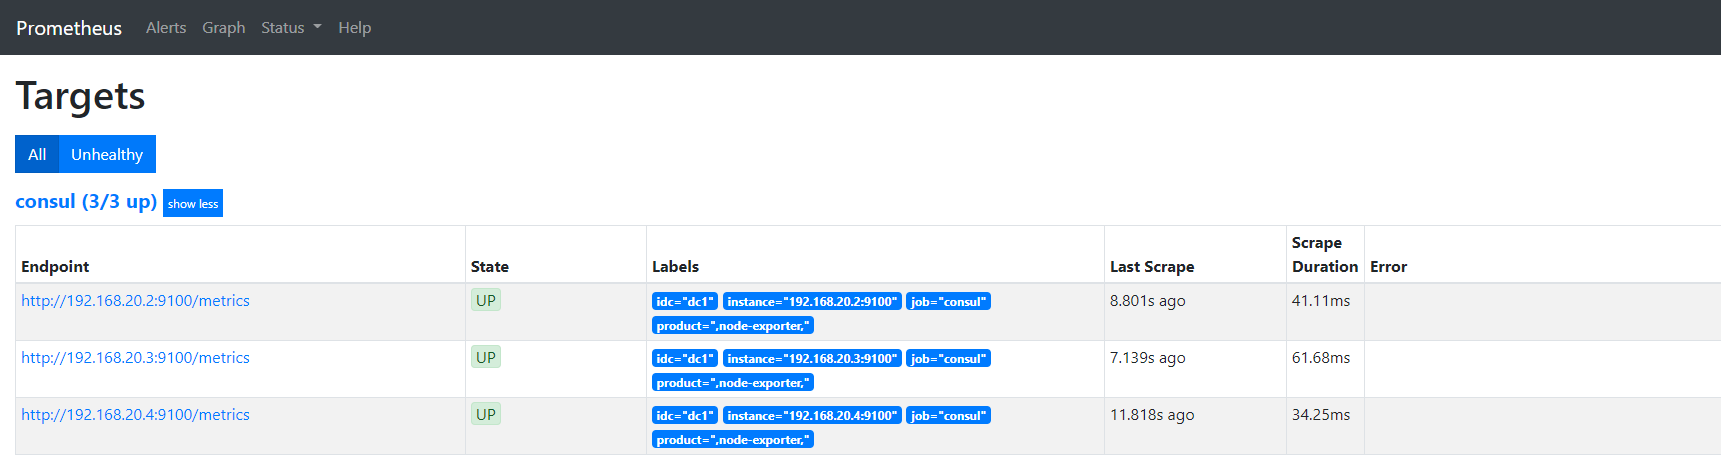 Prometheus Alerts Graph Status Help
Targets
All Unhealthy
consul (3/3 up) show less
Scrape
Endpoint State Labels Last Scrape Duration Error
http://192.168.20.2:9100/metrics UP idc="dc1" instance="192.168.20.2:9100" job="consul" 8.801s ago 41.11ms
product=",node-exporter,"
http://192.168.20.3:9100/metrics UP idc="dc1" instance="192.168.20.3:9100" job="consul" 7.139s ago 61.68ms
product=",node-exporter,"
http://192.168.20.4:9100/metrics UP idc="dc1" instance="192.168.20.4:9100" job="consul" 11.818s ago 34.25ms
product=",node-exporter,"